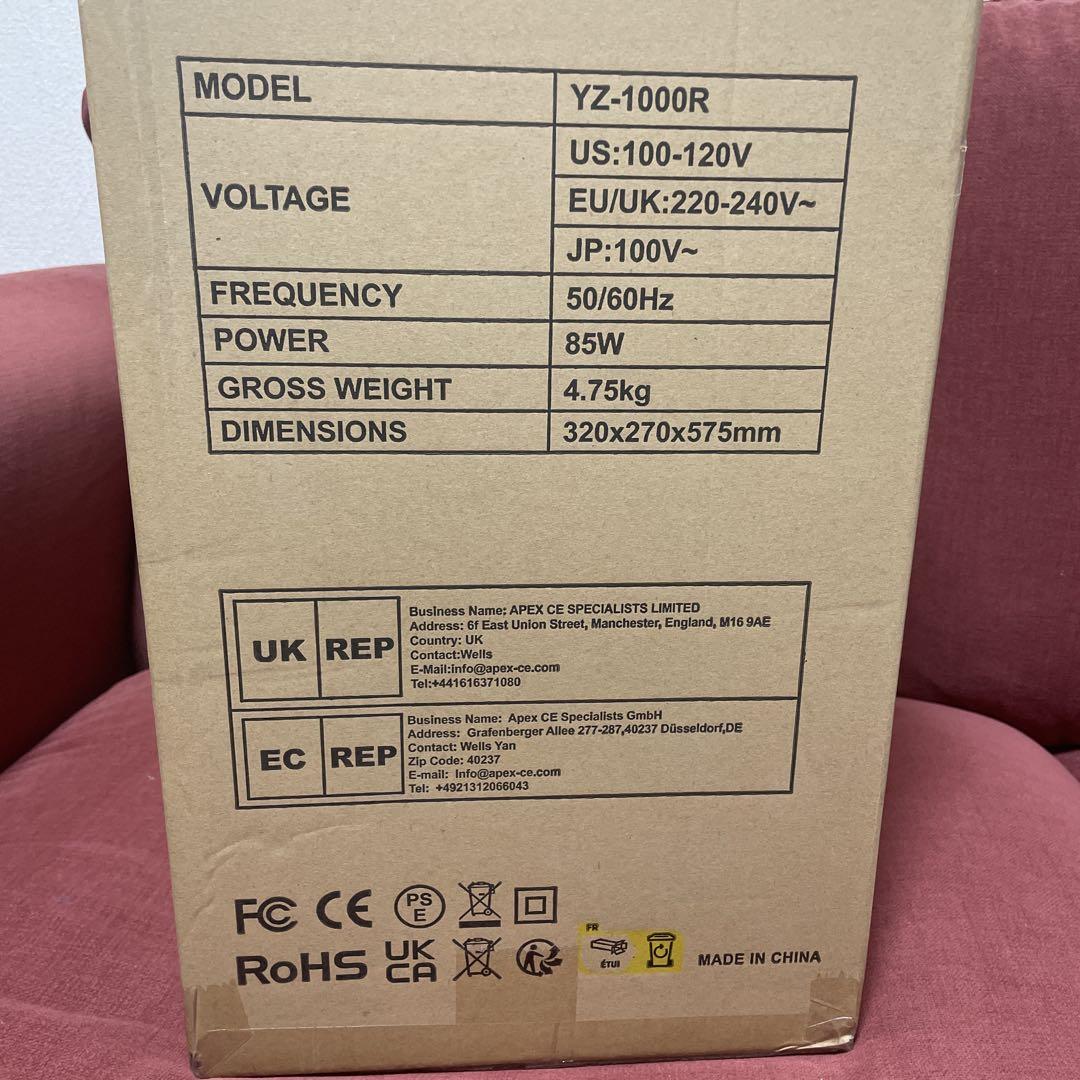 MODEL YZ-1000R
VOLTAGE US:100-120V
EU/UK:220-240V~
JP:100V~
FREQUENCY 50/60Hz
POWER 85W
GROSS WEIGHT 4.75kg
DIMENSIONS 320x270x575mm
UK REP
Business Name: APEX CE SPECIALISTS LIMITED
Address: 6f East Union Street, Manchester, England, M16 9AE
Country: UK
Contact:Wells
E-Mail:info@apex-ce.com
Tel:+441616371080
EC REP
Business Name: Apex CE Specialists GmbH
Address: Grafenberger Allee 277-287,40237 Düsseldorf,DE
Contact: Wells Yan
Zip Code: 40237
E-mail: Info@apex-ce.com
Tel: +4921312066043
FC CE PS E
RoHS UK CA
FR
ÉTUI
MADE IN CHINA